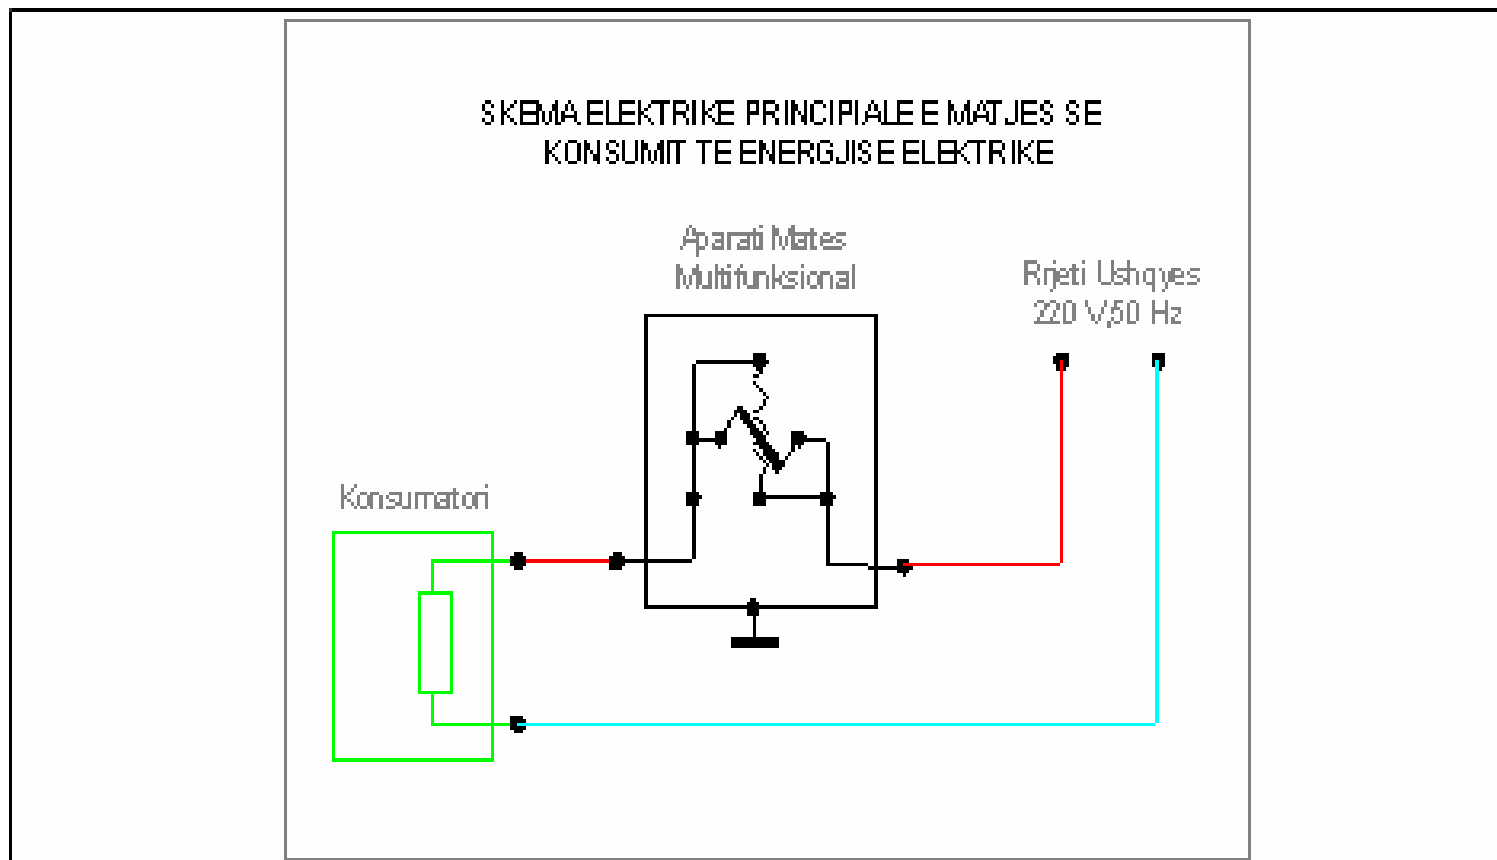 SKEMA ELEKTRIKE PRINCIPIALE E MATJES SE
KONSUMIT TE ENERGJISE ELEKTRIKE
Aparati Mates
Multifunksional
Rrjeti Ushqyes
220 V,50 Hz
Konsumatori